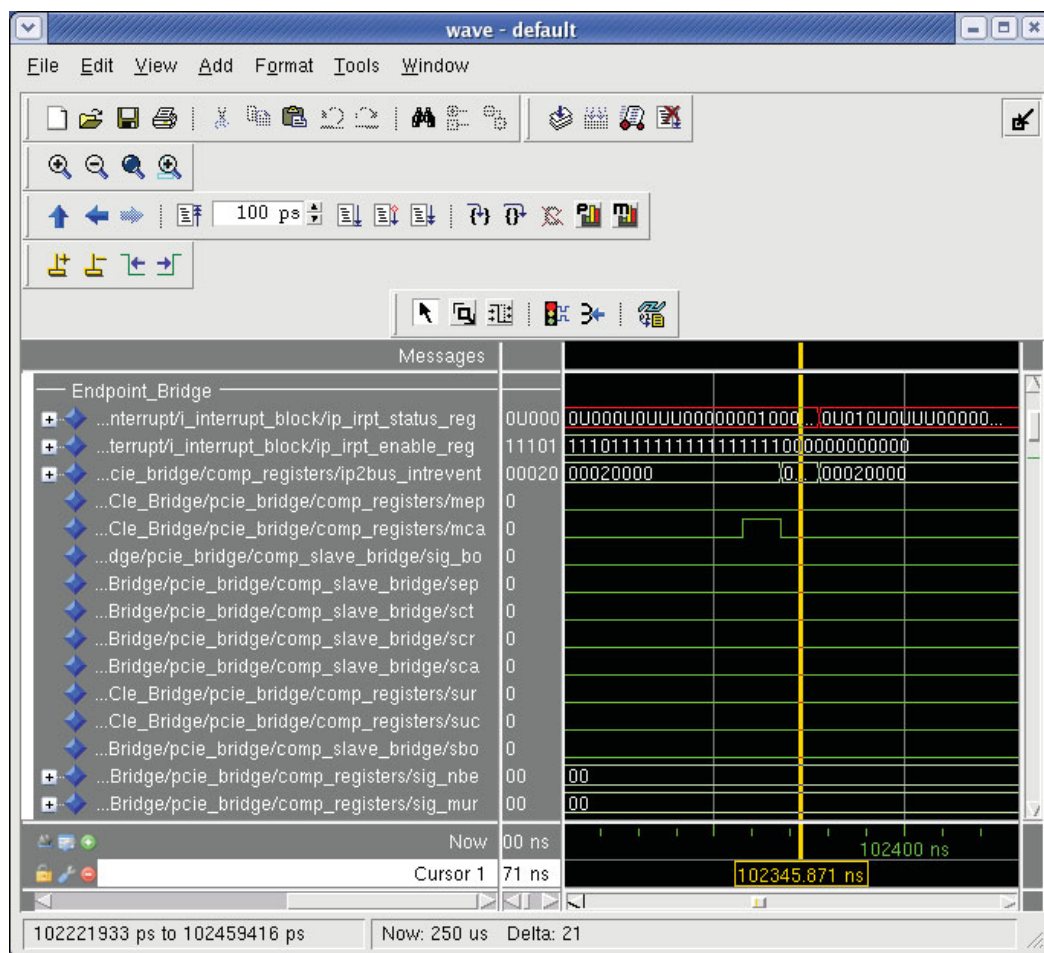 wave - default
File Edit View Add Format Tools Window
100 ps
Messages
Endpoint_Bridge
...nterrupt/i_interrupt_block/ip_irpt_status_reg 0U000 0U000U0UUU00000001000... 0U010U0UUU00000...
...terrupt/i_interrupt_block/ip_irpt_enable_reg 11101
...cie_bridge/comp_registers/ip2bus_intrevent 00020 00020000 0... 00020000
...CIe_Bridge/pcie_bridge/comp_registers/mep 0
...CIe_Bridge/pcie_bridge/comp_registers/mca 0
...dge/pcie_bridge/comp_slave_bridge/sig_bo 0
...Bridge/pcie_bridge/comp_slave_bridge/sep 0
...Bridge/pcie_bridge/comp_slave_bridge/sct 0
...Bridge/pcie_bridge/comp_slave_bridge/scr 0
...Bridge/pcie_bridge/comp_slave_bridge/sca 0
...CIe_Bridge/pcie_bridge/comp_registers/sur 0
...CIe_Bridge/pcie_bridge/comp_registers/suc 0
...Bridge/pcie_bridge/comp_slave_bridge/sbo 0
...Bridge/pcie_bridge/comp_registers/sig_nbe 00 00
...Bridge/pcie_bridge/comp_registers/sig_mur 00 00
Now 00 ns 102400 ns
Cursor 1 71 ns 102345.871 ns
102221933 ps to 102459416 ps Now: 250 us Delta: 21